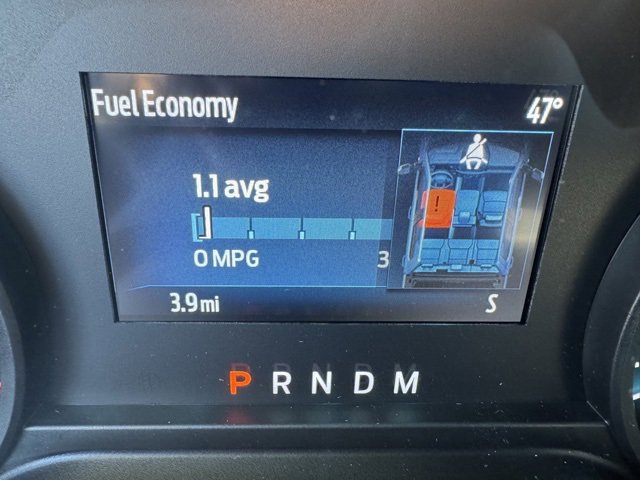 Fuel Economy 47°
1.1 avg
0 MPG 3
3.9 mi S
P R N D M